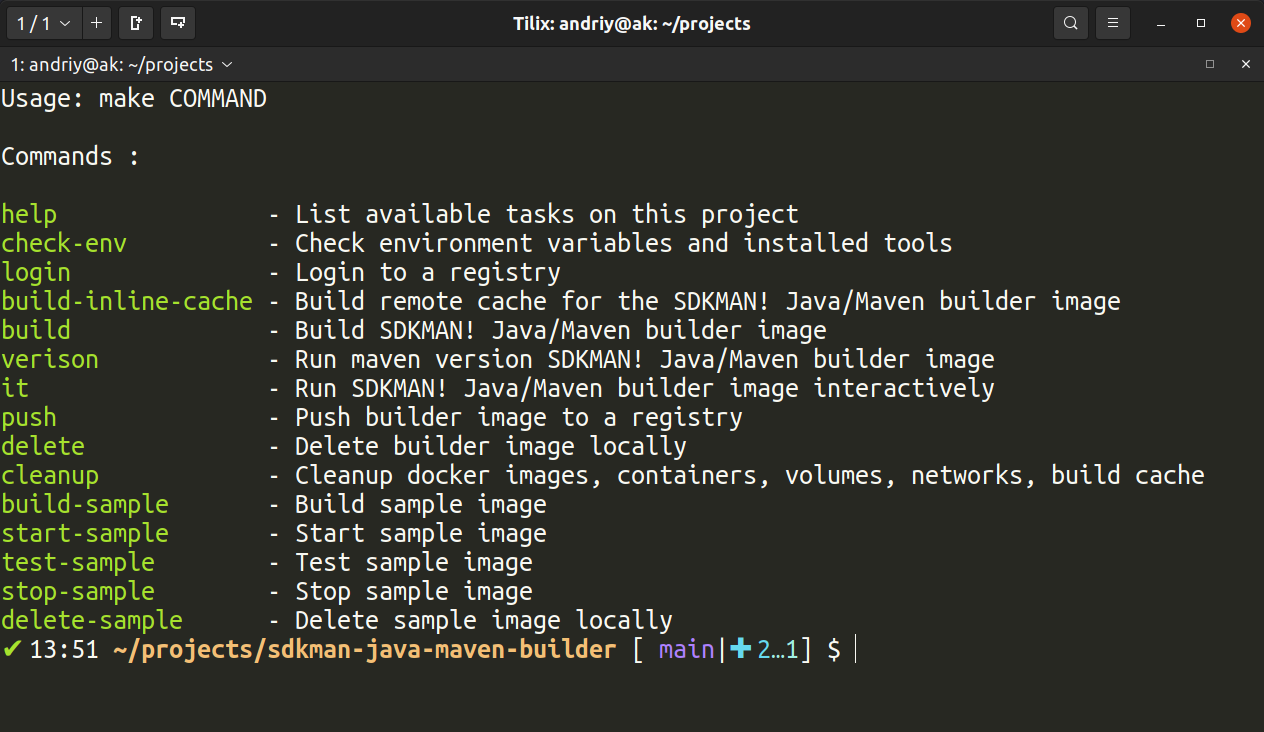 1 / 1
Tilix: andriy@ak: ~/projects
1: andriy@ak: ~/projects
Usage: make COMMAND
Commands :
help - List available tasks on this project
check-env - Check environment variables and installed tools
login - Login to a registry
build-inline-cache - Build remote cache for the SDKMAN! Java/Maven builder image
build - Build SDKMAN! Java/Maven builder image
verison - Run maven version SDKMAN! Java/Maven builder image
it - Run SDKMAN! Java/Maven builder image interactively
push - Push builder image to a registry
delete - Delete builder image locally
cleanup - Cleanup docker images, containers, volumes, networks, build cache
build-sample - Build sample image
start-sample - Start sample image
test-sample - Test sample image
stop-sample - Stop sample image
delete-sample - Delete sample image locally
✔ 13:51 ~/projects/sdkman-java-maven-builder [ main|✚ 2…1] $